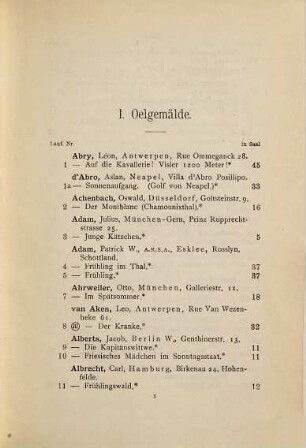 I. Oelgemälde.
Lauf. Nr. in Saal
Abry, Léon, Antwerpen, Rue Ommeganck 28.
1 — Auf die Kavallerie! Visier 1200 Meter!* 45
d'Abro, Aslan, Neapel, Villa d'Abro Posillipo.
1a — Sonnenaufgang. (Golf von Neapel.)* 33
Achenbach, Oswald, Düsseldorf, Goltsteinstr. 9.
2 — Der Montblanc (Chamounisthal).* 16
Adam, Julius, München-Gern, Prinz Rupprecht-
strasse 25.
3 — Junge Kätzchen.* 5
Adam, Patrick W., A.R.S.A., Esklee, Rosslyn,
Schottland.
4 — Frühling im Thal.* 37
5 — Frühling.* 37
Ahrweiler, Otto, München, Galleriestr. 11.
7 — Im Spätsommer.* 18
van Aken, Leo, Antwerpen, Rue Van Wezen-
beke 61.
8 — Der Kranke.* 32
Alberts, Jacob, Berlin W., Genthinerstr. 13.
9 — Die Kapitänswittwe.* 11
10 — Friesisches Mädchen im Sonntagsstaat.* 11
Albrecht, Carl, Hamburg, Birkenau 24, Hohen-
felde.
11 — Frühlingswald.* 12
1